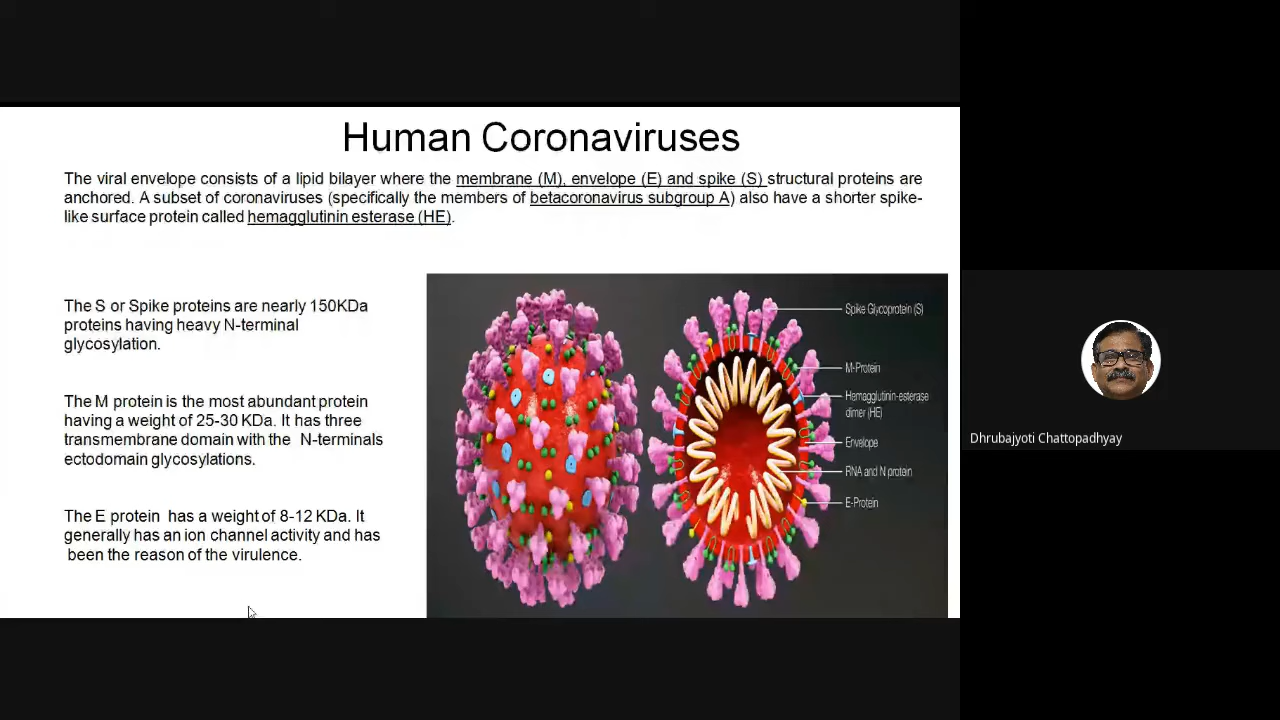 Human Coronaviruses
The viral envelope consists of a lipid bilayer where the membrane (M), envelope (E) and spike (S) structural proteins are
anchored. A subset of coronaviruses (specifically the members of betacoronavirus subgroup A) also have a shorter spike-
like surface protein called hemagglutinin esterase (HE).
The S or Spike proteins are nearly 150KDa
proteins having heavy N-terminal
glycosylation.
The M protein is the most abundant protein
having a weight of 25-30 KDa. It has three
transmembrane domain with the N-terminals
ectodomain glycosylations.
The E protein has a weight of 8-12 KDa. It
generally has an ion channel activity and has
been the reason of the virulence.
Spike Glycoprotein (S)
M-Protein
Hemagglutinin-esterase
dimer (HE)
Envelope
RNA and N protein
E-Protein
Dhrubajyoti Chattopadhyay